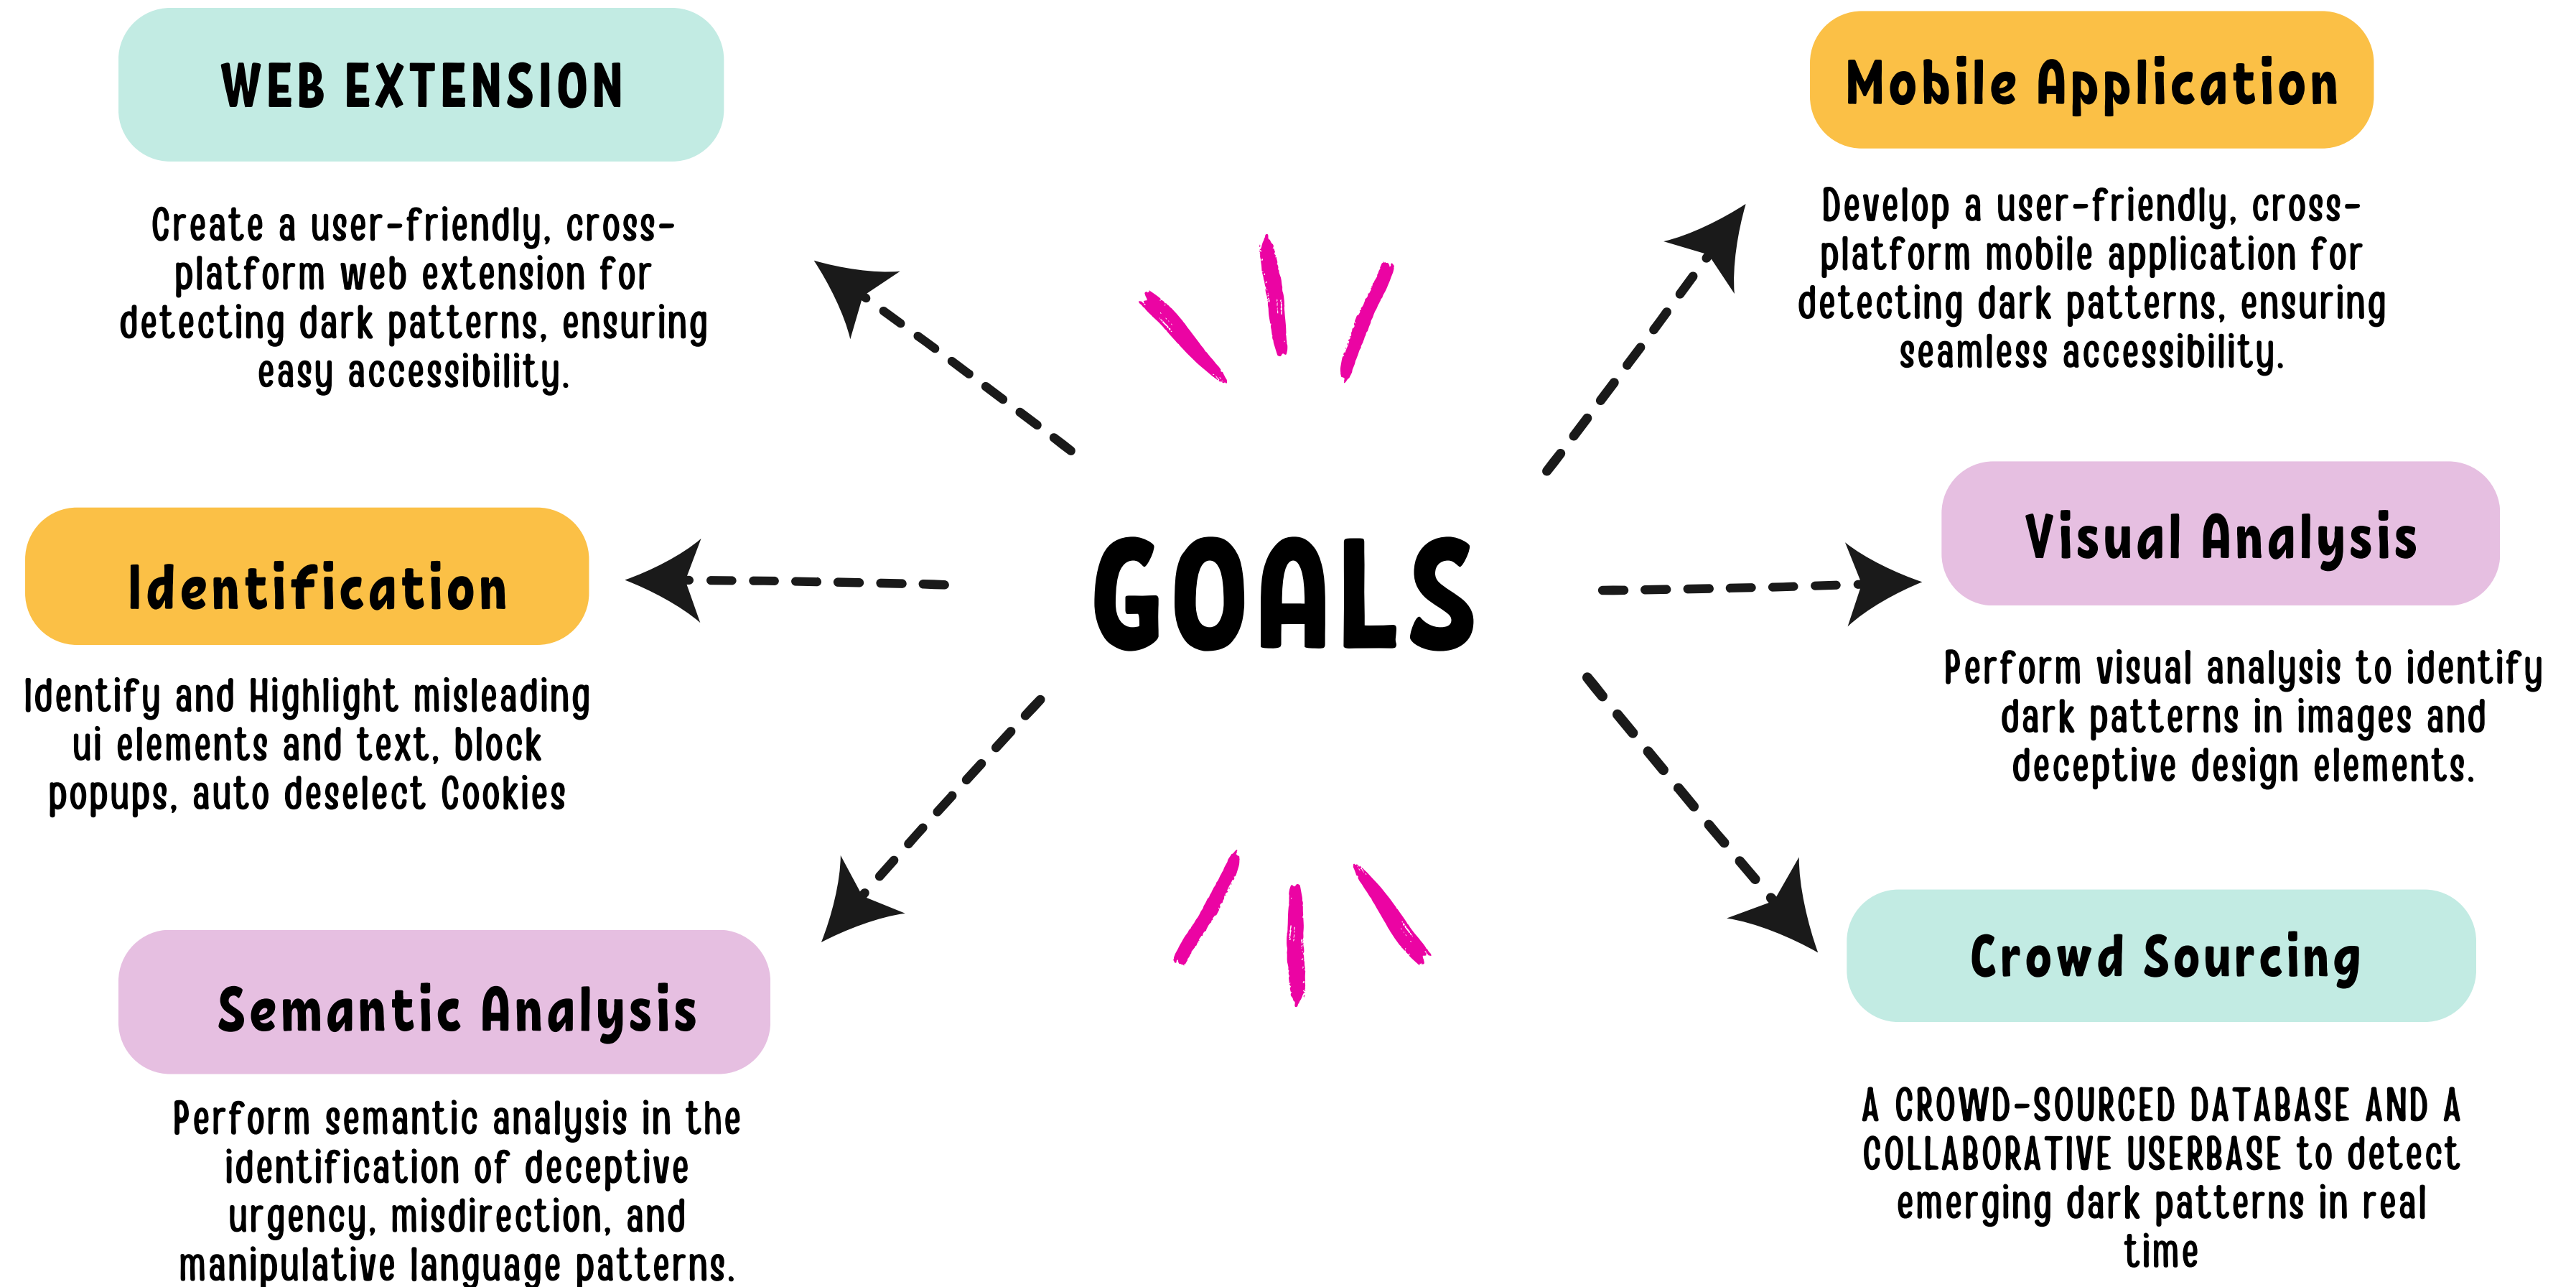 WEB EXTENSION
Create a user-friendly, cross-
platform web extension for
detecting dark patterns, ensuring
easy accessibility.
Identification
Identify and Highlight misleading
ui elements and text, block
popups, auto deselect Cookies
Semantic Analysis
Perform semantic analysis in the
identification of deceptive
urgency, misdirection, and
manipulative language patterns.
GOALS
Mobile Application
Develop a user-friendly, cross-
platform mobile application for
detecting dark patterns, ensuring
seamless accessibility.
Visual Analysis
Perform visual analysis to identify
dark patterns in images and
deceptive design elements.
Crowd Sourcing
A CROWD-SOURCED DATABASE AND A
COLLABORATIVE USERBASE to detect
emerging dark patterns in real
time